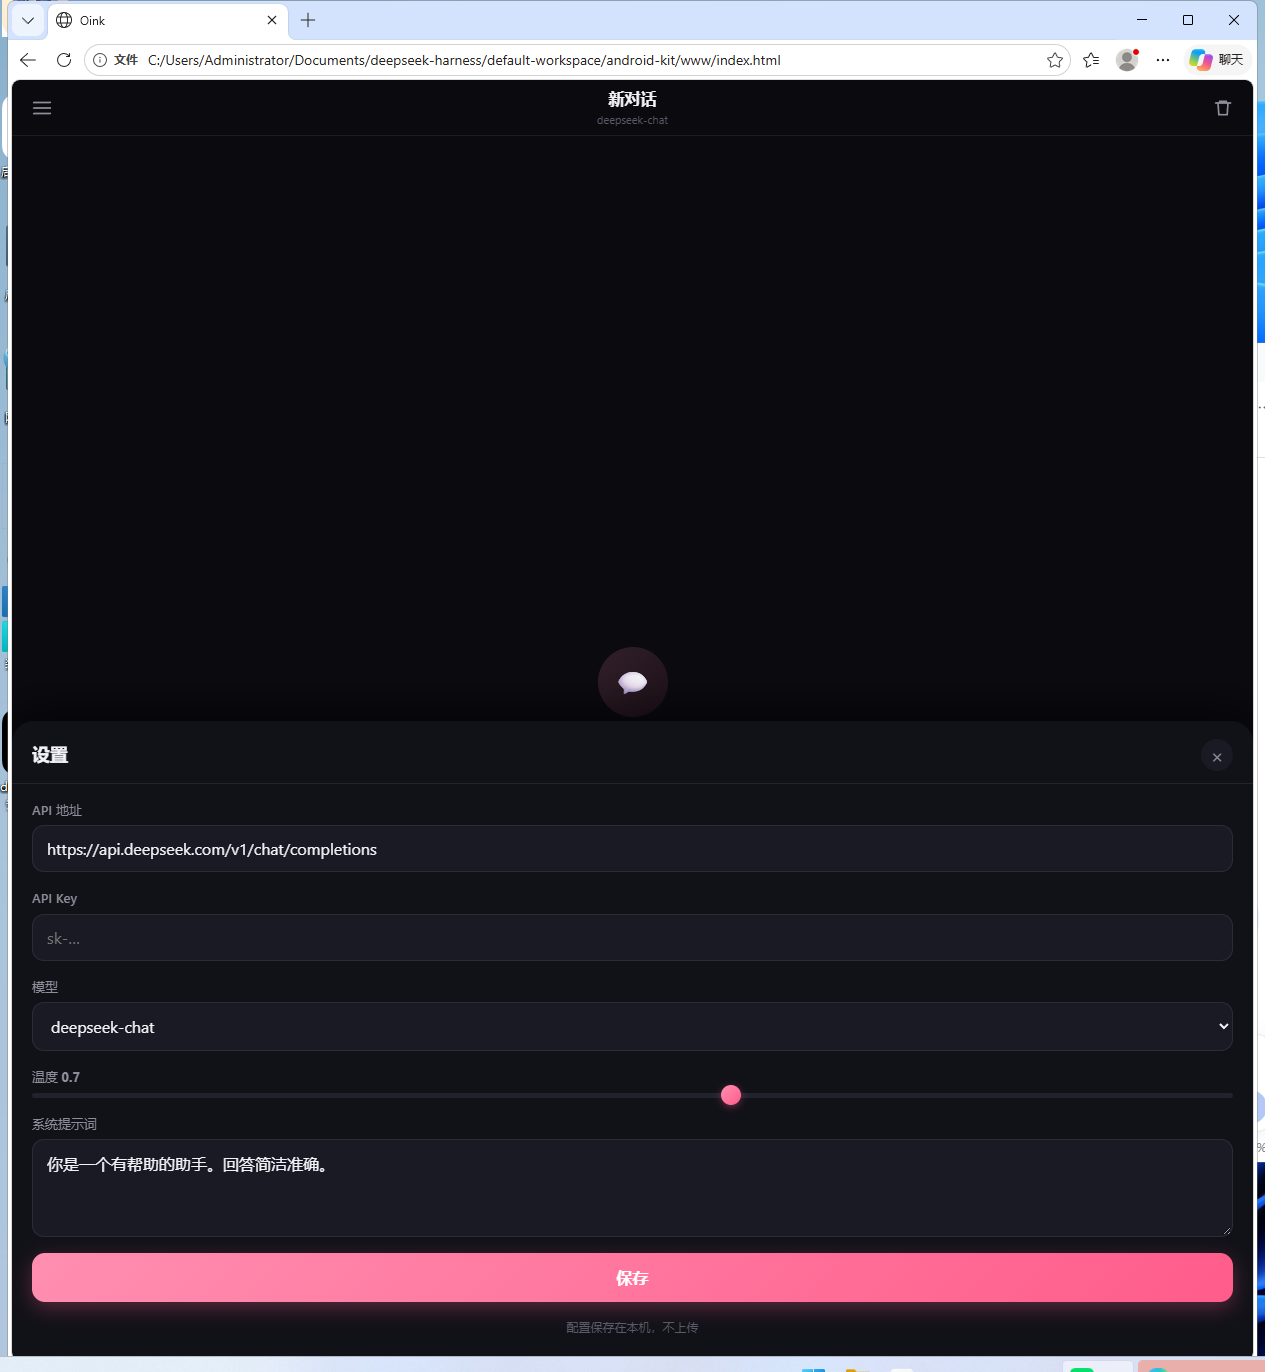 Oink
文件 C:/Users/Administrator/Documents/deepseek-harness/default-workspace/android-kit/www/index.html
聊天
新对话
deepseek-chat
设置
API 地址
https://api.deepseek.com/v1/chat/completions
API Key
sk-...
模型
deepseek-chat
温度 0.7
系统提示词
你是一个有帮助的助手。回答简洁准确。
保存
配置保存在本机，不上传